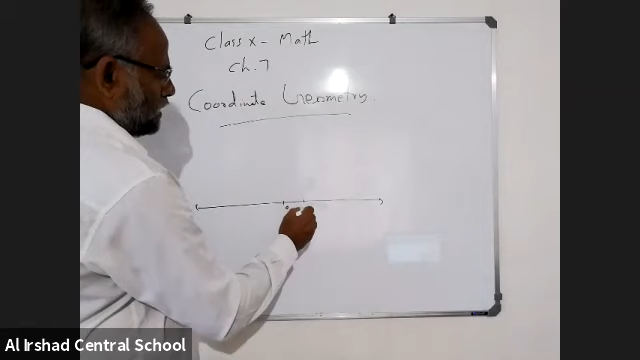 Class X - Math
Ch. 7
Coordinate Geometry.
Al Irshad Central School